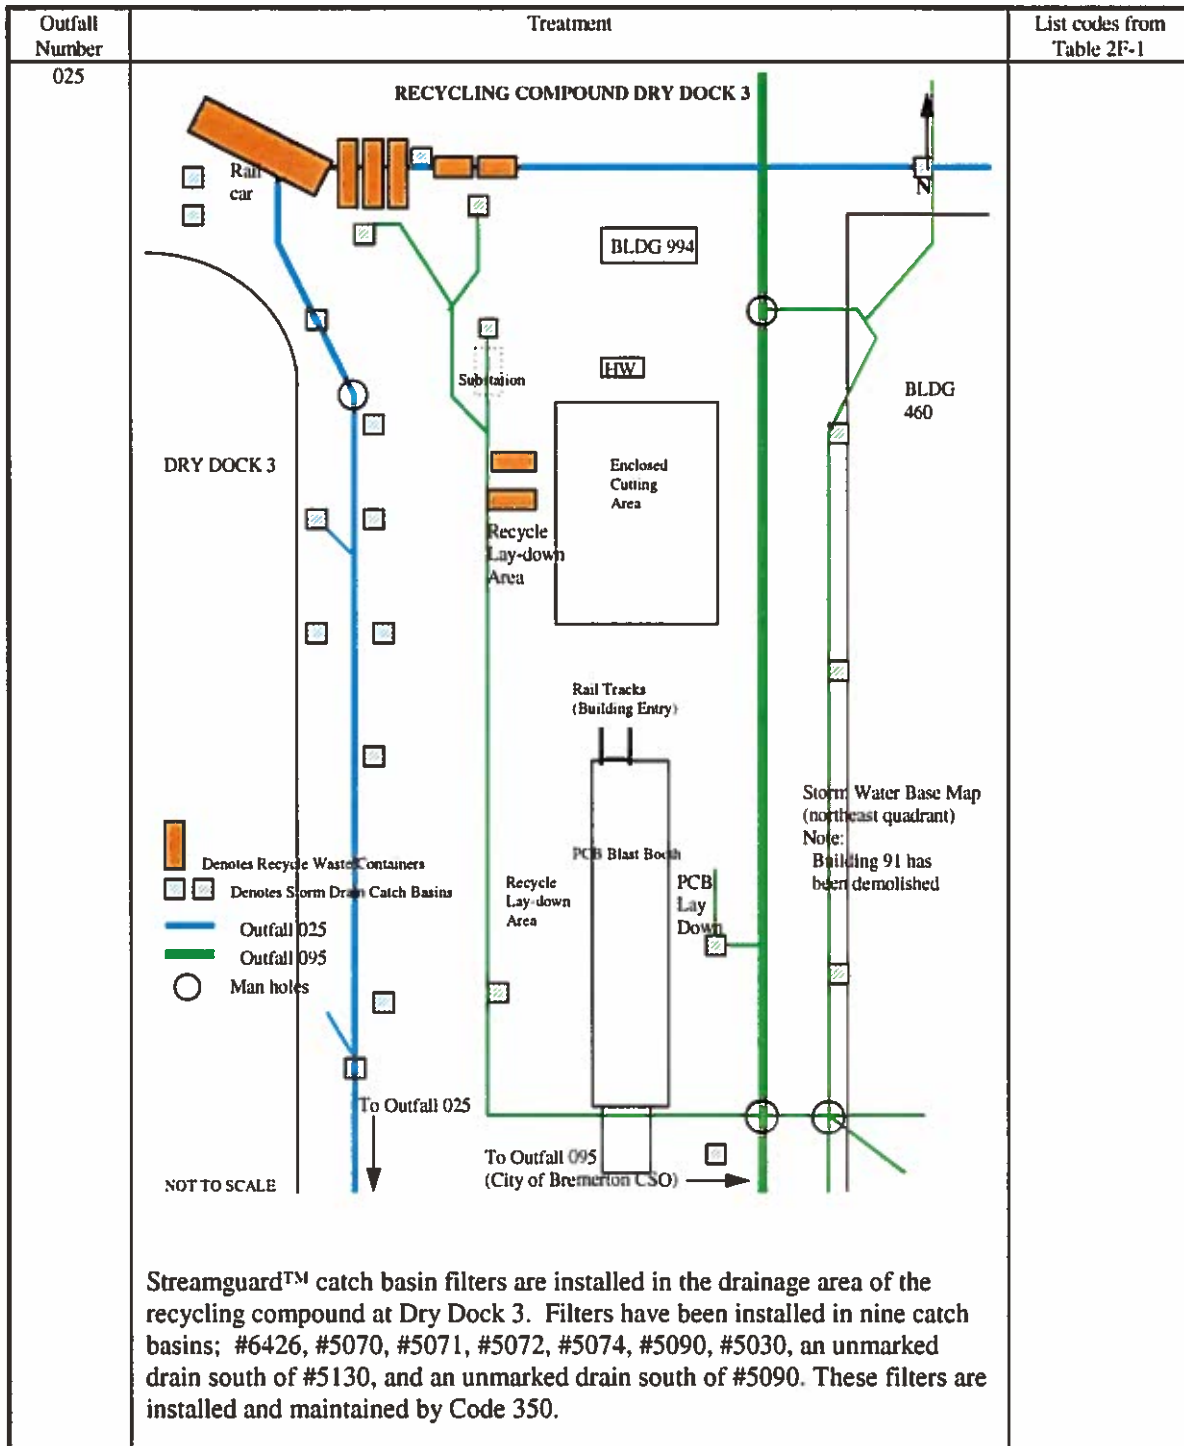 Outfall Number
Treatment
List codes from Table 2F-1
025
RECYCLING COMPOUND DRY DOCK 3
Rail
car
N
BLDG 994
Substation
HW
BLDG
460
DRY DOCK 3
Enclosed
Cutting
Area
Recycle
Lay-down
Area
Rail Tracks
(Building Entry)
Storm Water Base Map
(northeast quadrant)
Note:
Building 91 has
been demolished
Denotes Recycle Waste Containers
Denotes Storm Drain Catch Basins
Outfall 025
Outfall 095
Man holes
PCB Blast Booth
Recycle
Lay-down
Area
PCB
Lay
Down
To Outfall 025
To Outfall 095
(City of Bremerton CSO)
NOT TO SCALE
Streamguard™ catch basin filters are installed in the drainage area of the
recycling compound at Dry Dock 3. Filters have been installed in nine catch
basins; #6426, #5070, #5071, #5072, #5074, #5090, #5030, an unmarked
drain south of #5130, and an unmarked drain south of #5090. These filters are
installed and maintained by Code 350.